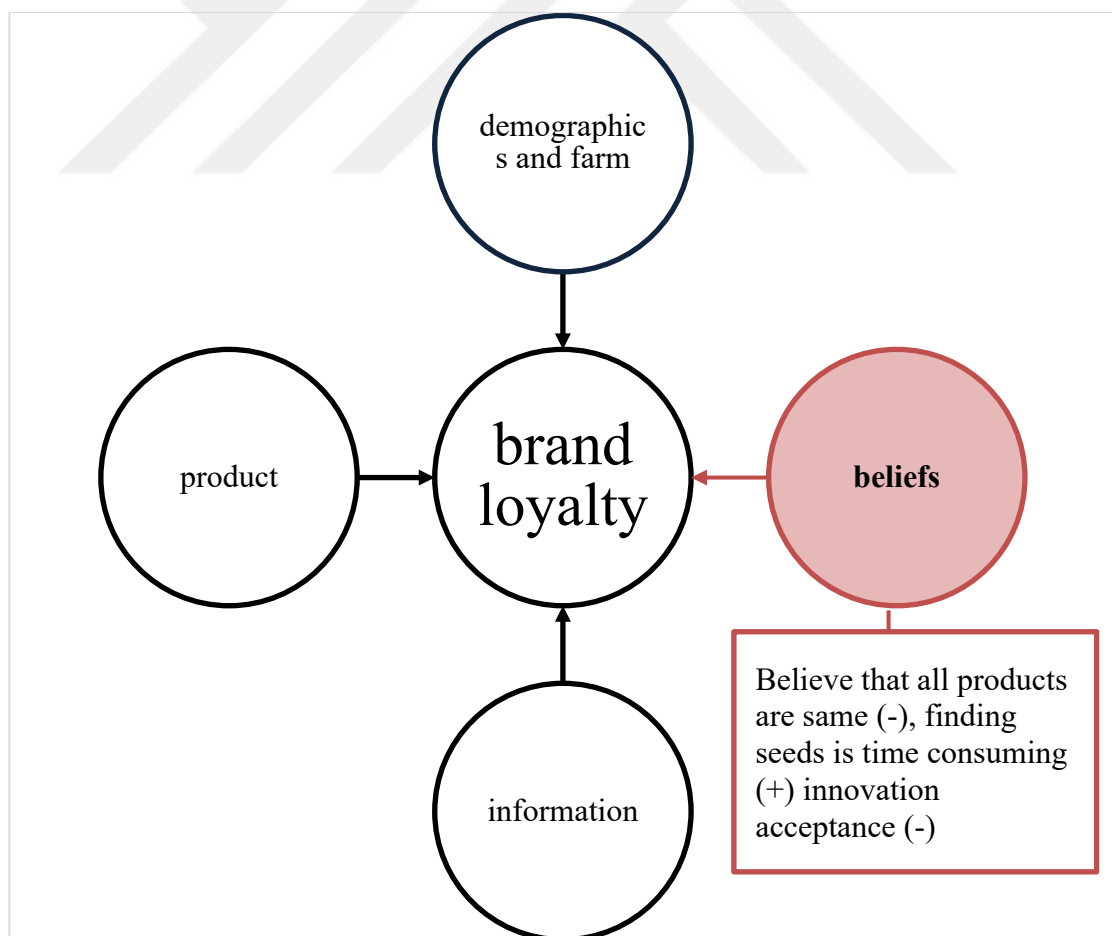 demographic
s and farm
product
brand
loyalty
beliefs
Believe that all products
are same (-), finding
seeds is time consuming
(+) innovation
acceptance (-)
information